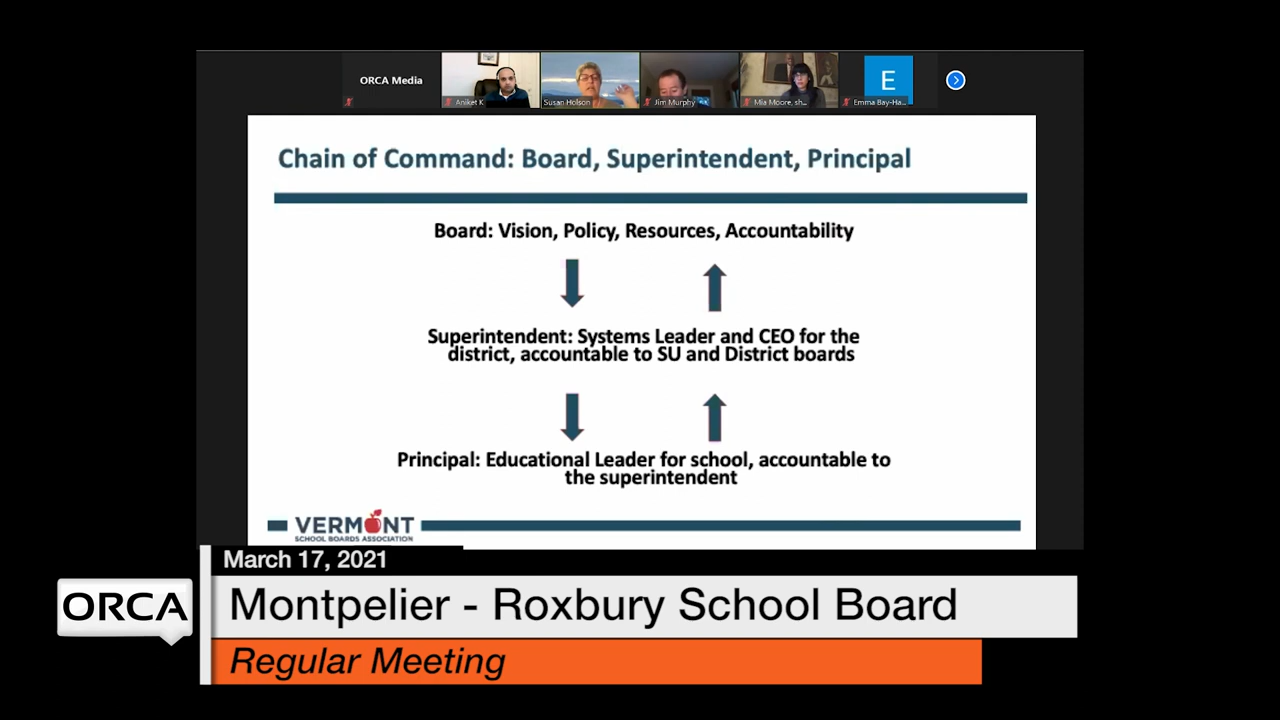 ORCA Media
Aniket K
Susan Holson
Jim Murphy
Mia Moore, sh...
E
Emma Bay-Ha...
Chain of Command: Board, Superintendent, Principal
Board: Vision, Policy, Resources, Accountability
Superintendent: Systems Leader and CEO for the
district, accountable to SU and District boards
Principal: Educational Leader for school, accountable to
the superintendent
VERMONT
SCHOOL BOARDS ASSOCIATION
March 17, 2021
ORCA
Montpelier - Roxbury School Board
Regular Meeting